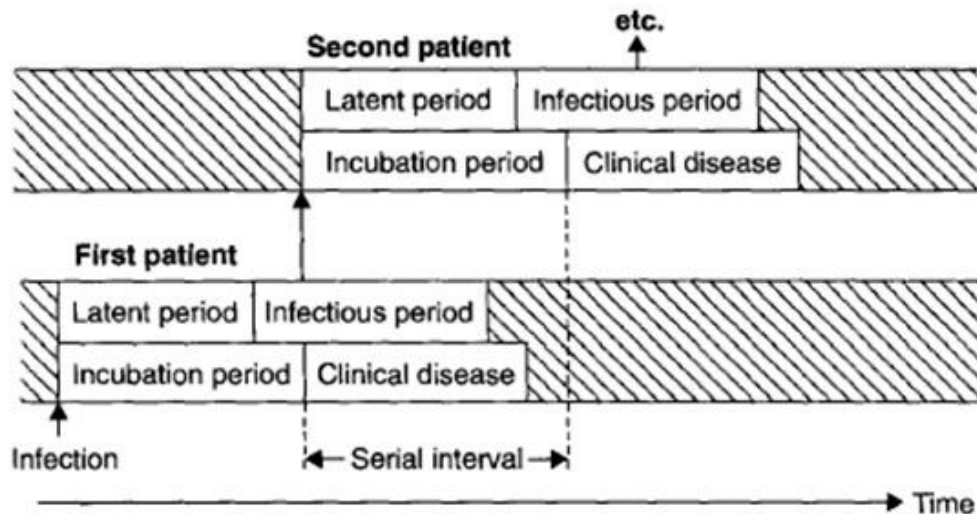 etc.
Second patient
Latent period Infectious period
Incubation period Clinical disease
First patient
Latent period Infectious period
Incubation period Clinical disease
Infection
Serial interval
Time